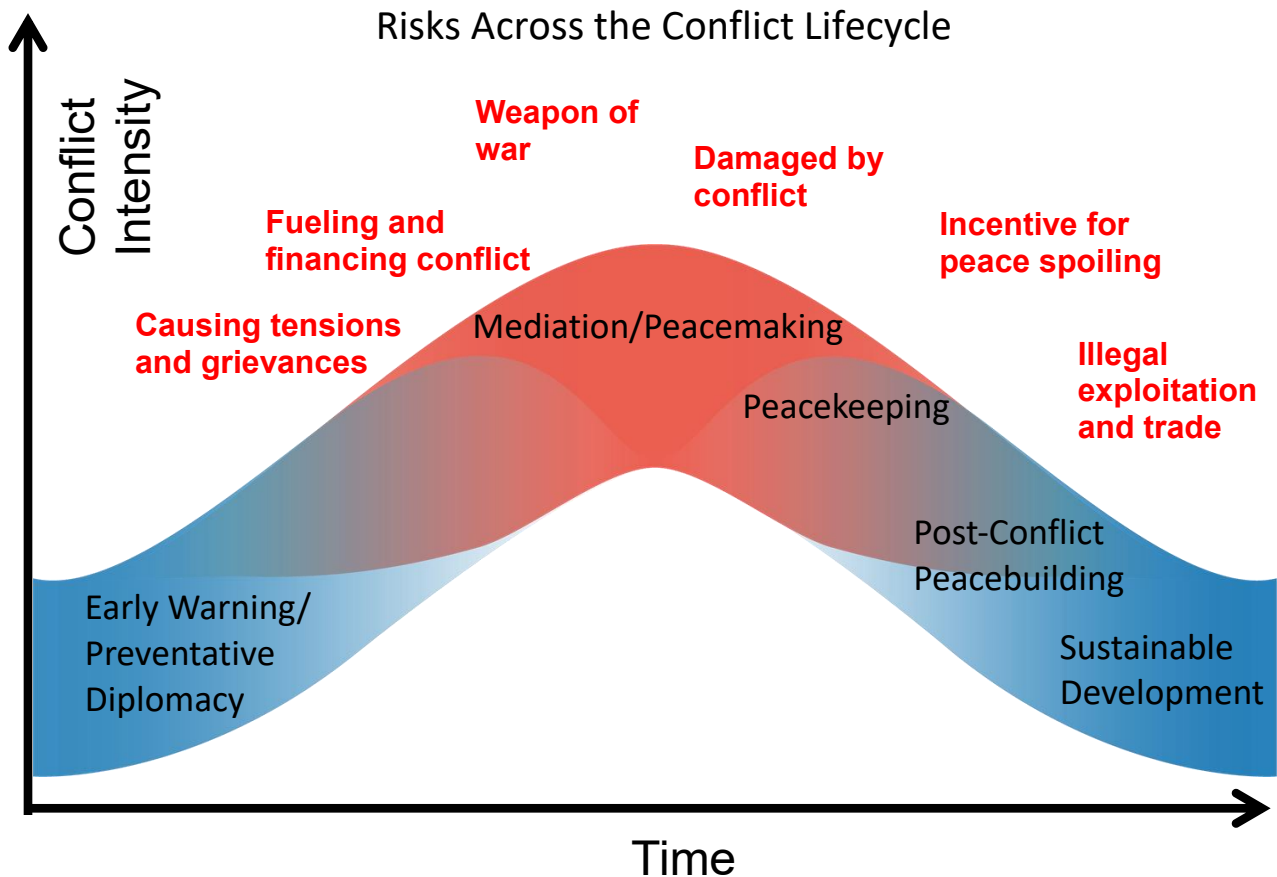 Risks Across the Conflict Lifecycle
Conflict
Intensity
Weapon of
war
Damaged by
conflict
Fueling and
financing conflict
Incentive for
peace spoiling
Causing tensions
and grievances
Mediation/Peacemaking
Illegal
exploitation
and trade
Peacekeeping
Post-Conflict
Peacebuilding
Early Warning/
Preventative
Diplomacy
Sustainable
Development
Time